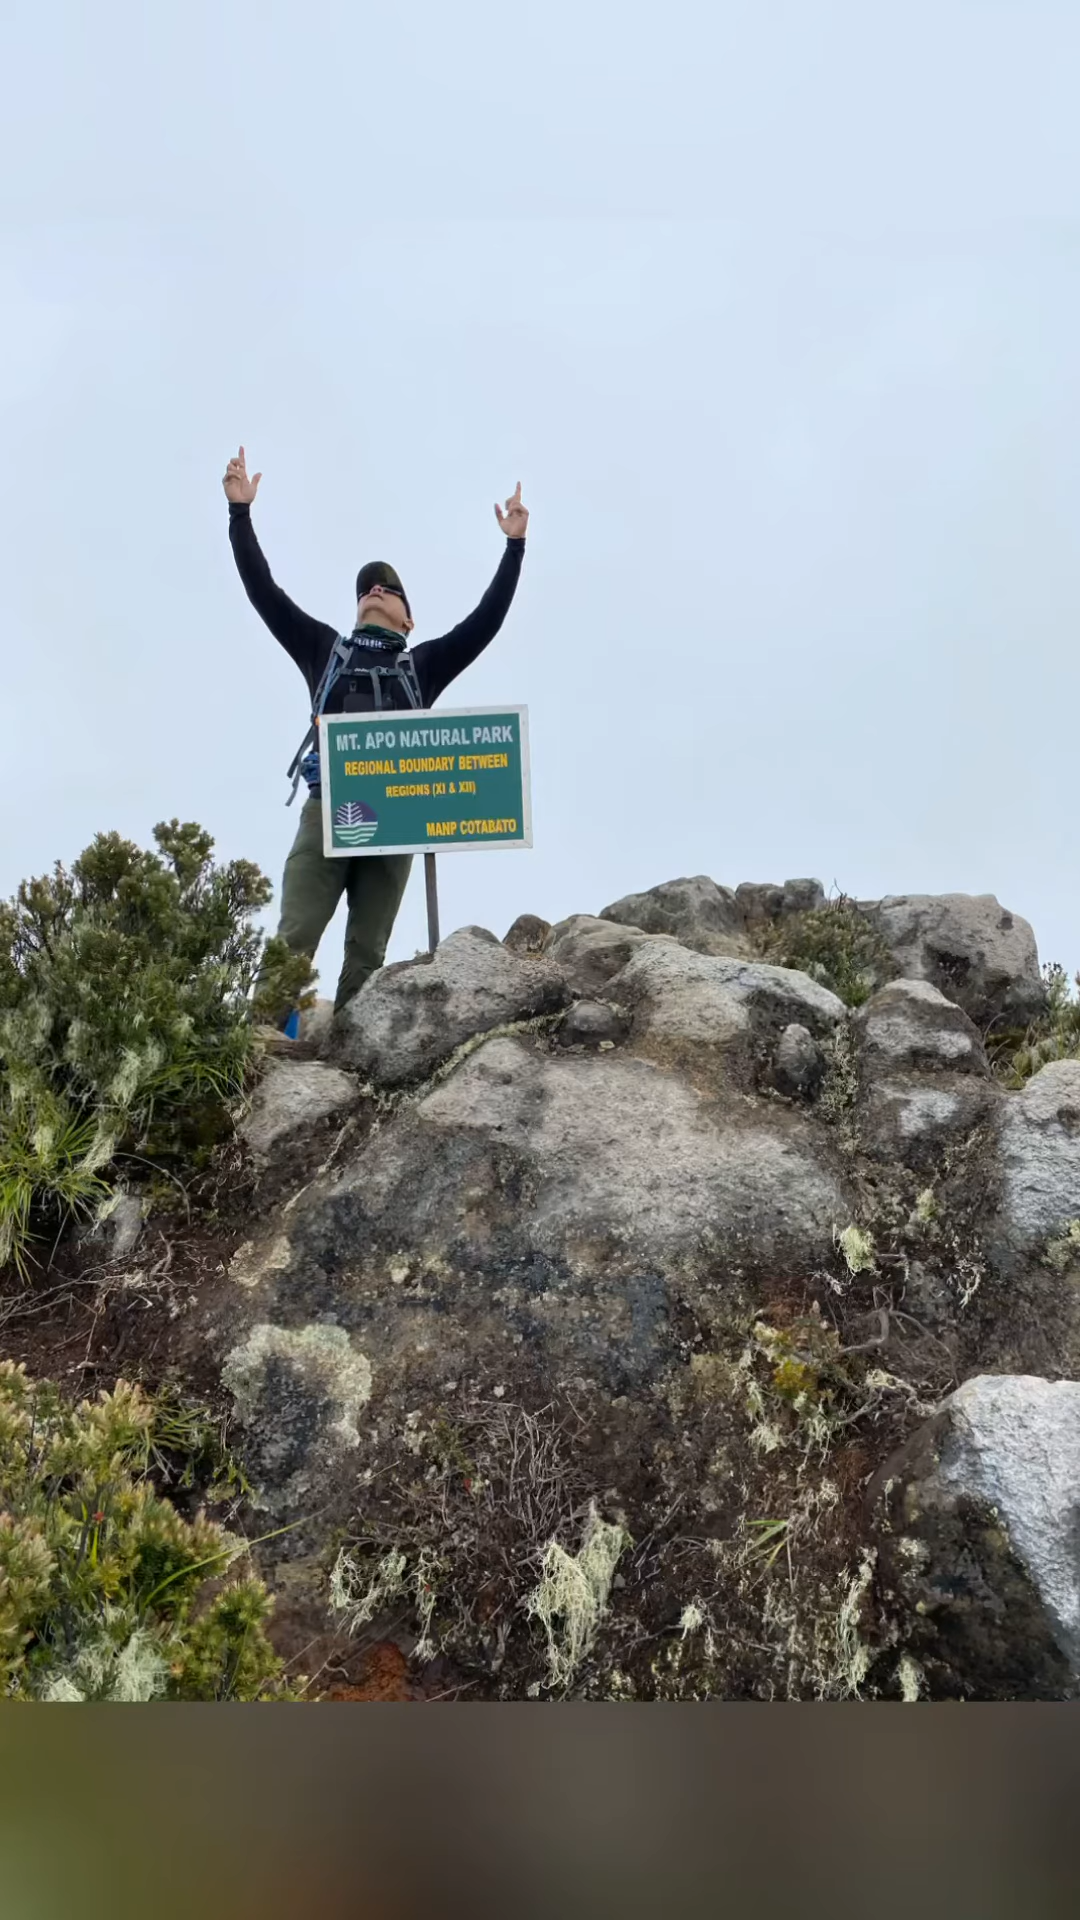 MT. APO NATURAL PARK
REGIONAL BOUNDARY BETWEEN
REGIONS (XI & XII)
MANP COTABATO